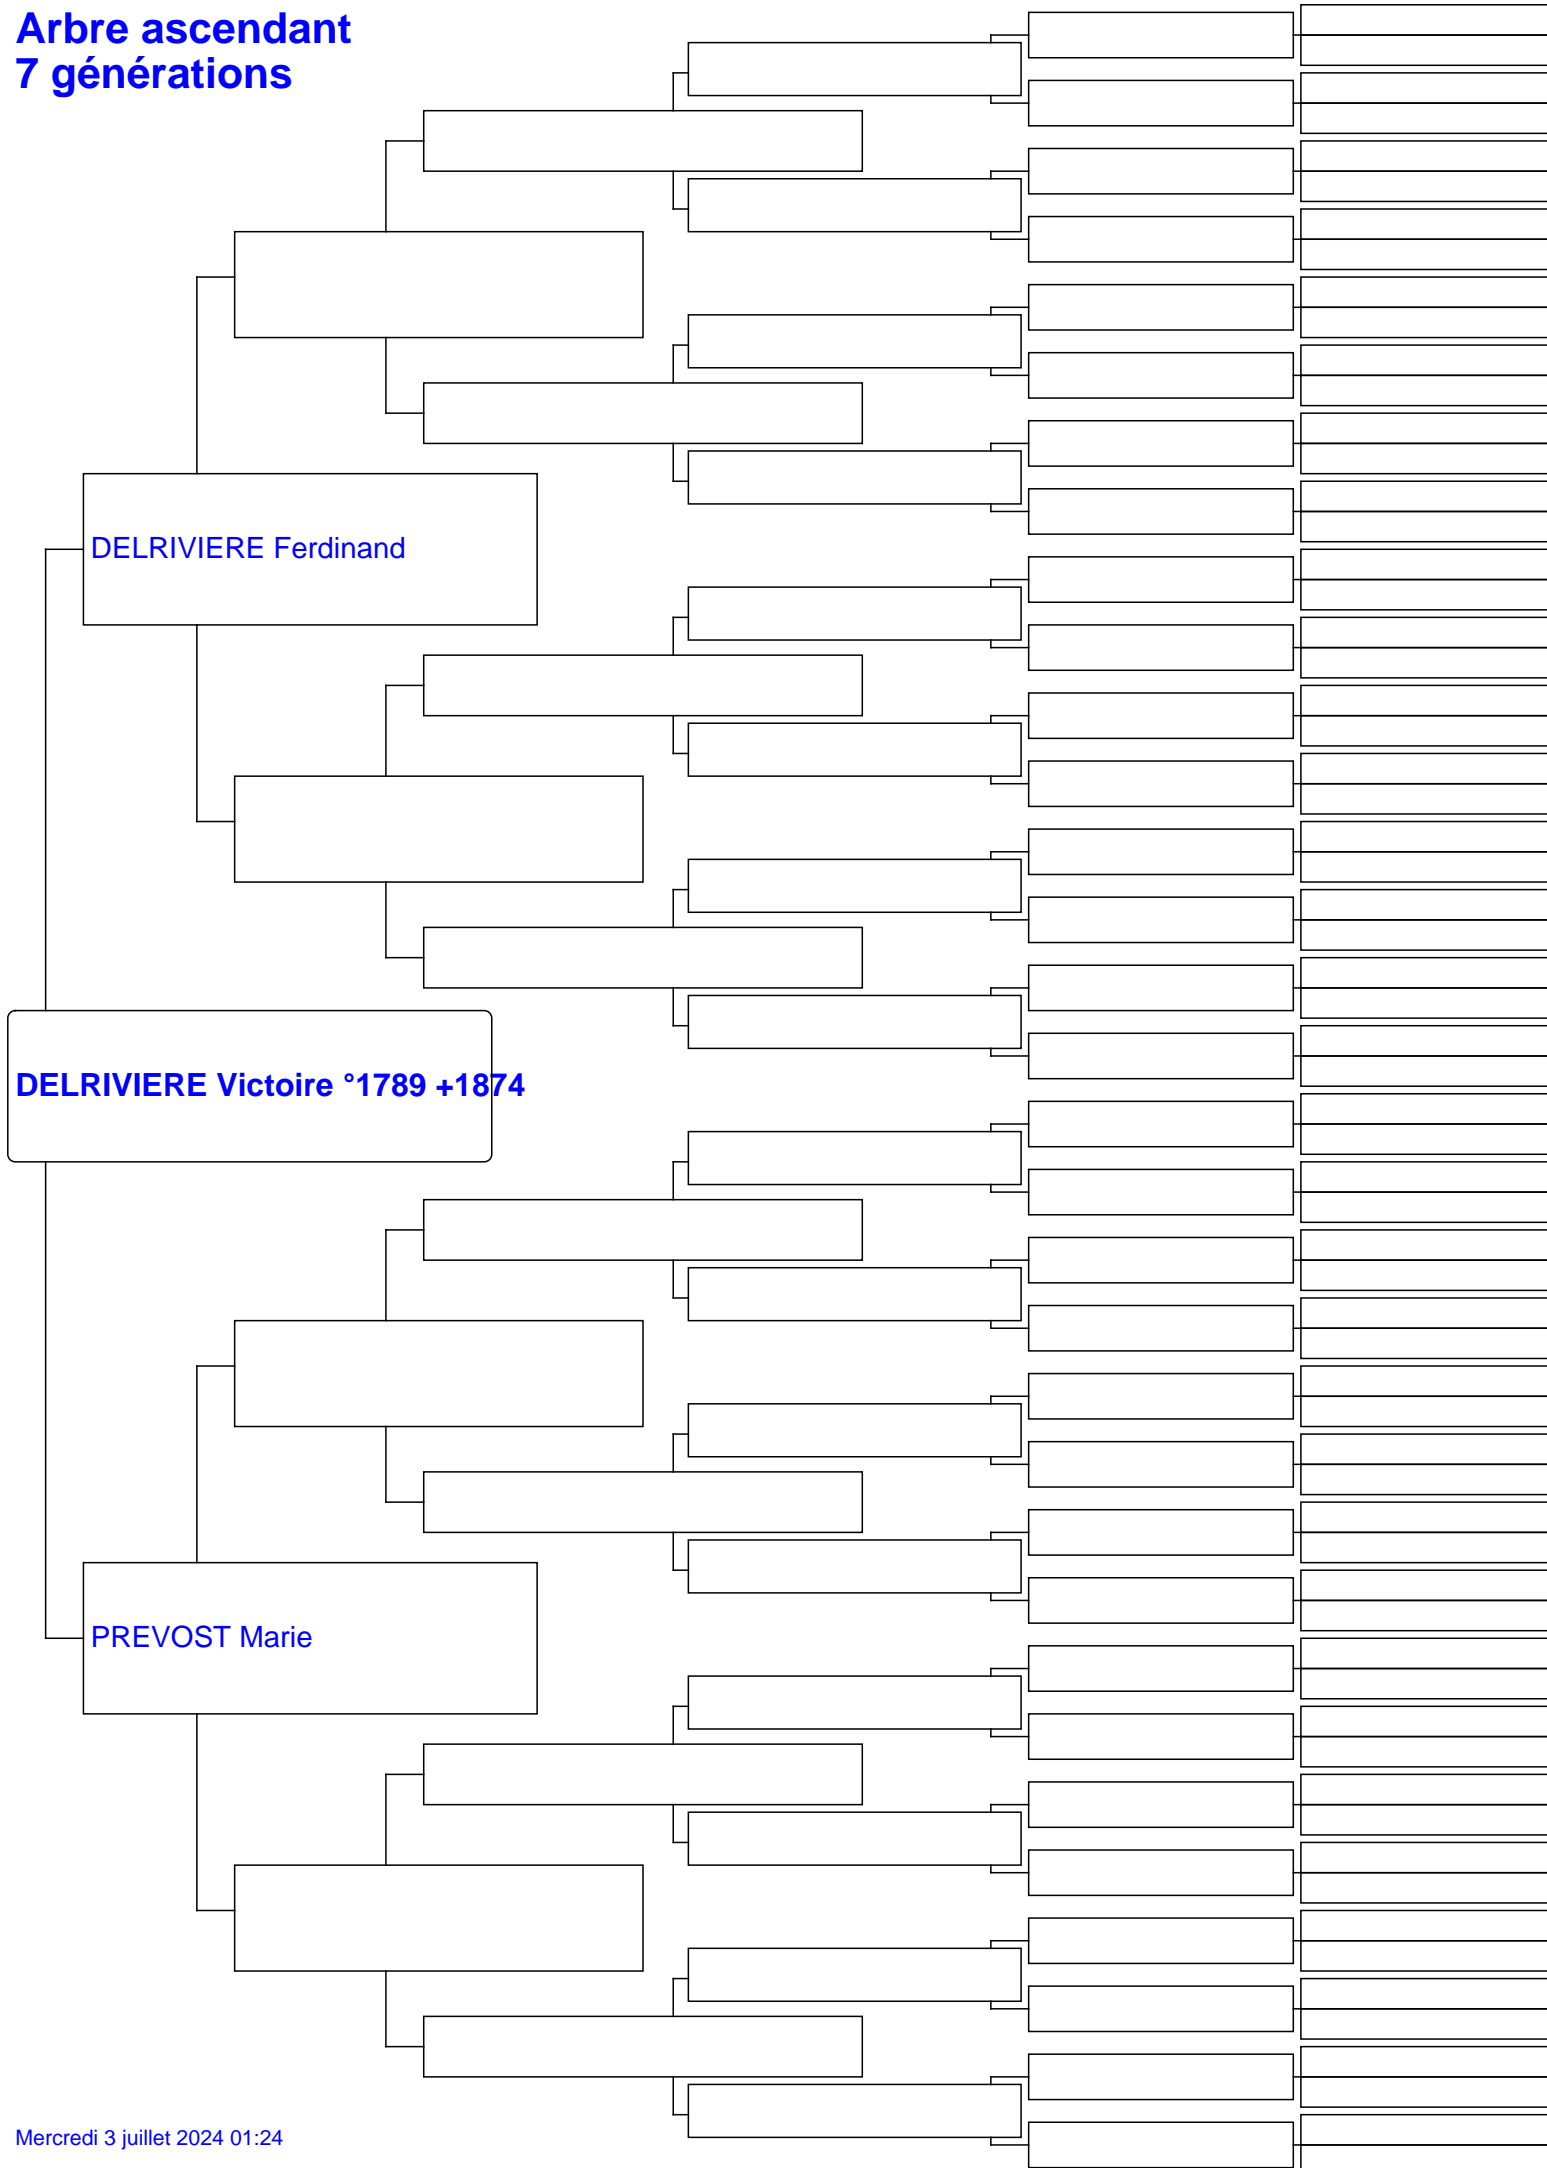 Arbre ascendant
7 générations
DELRIVIERE Ferdinand
DELRIVIERE Victoire °1789 +1874
PREVOST Marie
Mercredi 3 juillet 2024 01:24